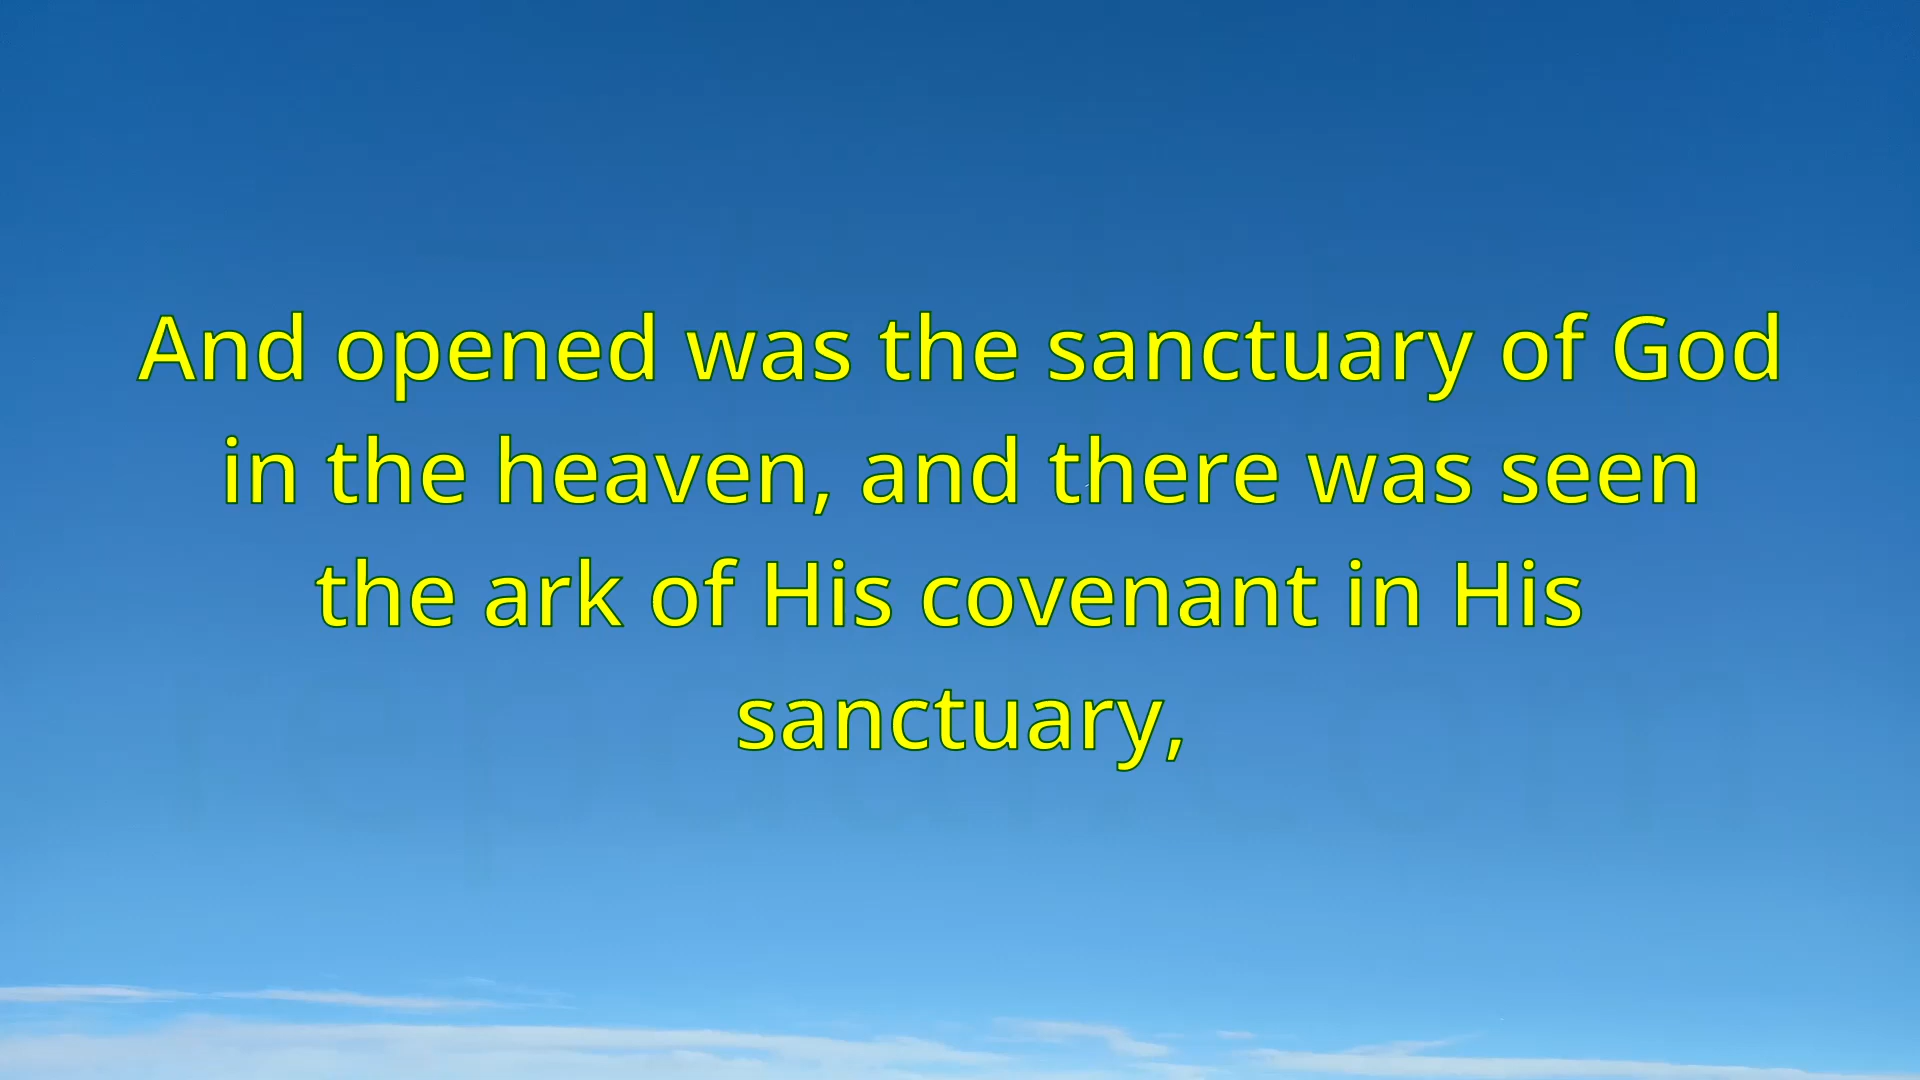 And opened was the sanctuary of God
in the heaven, and there was seen
the ark of His covenant in His
sanctuary,